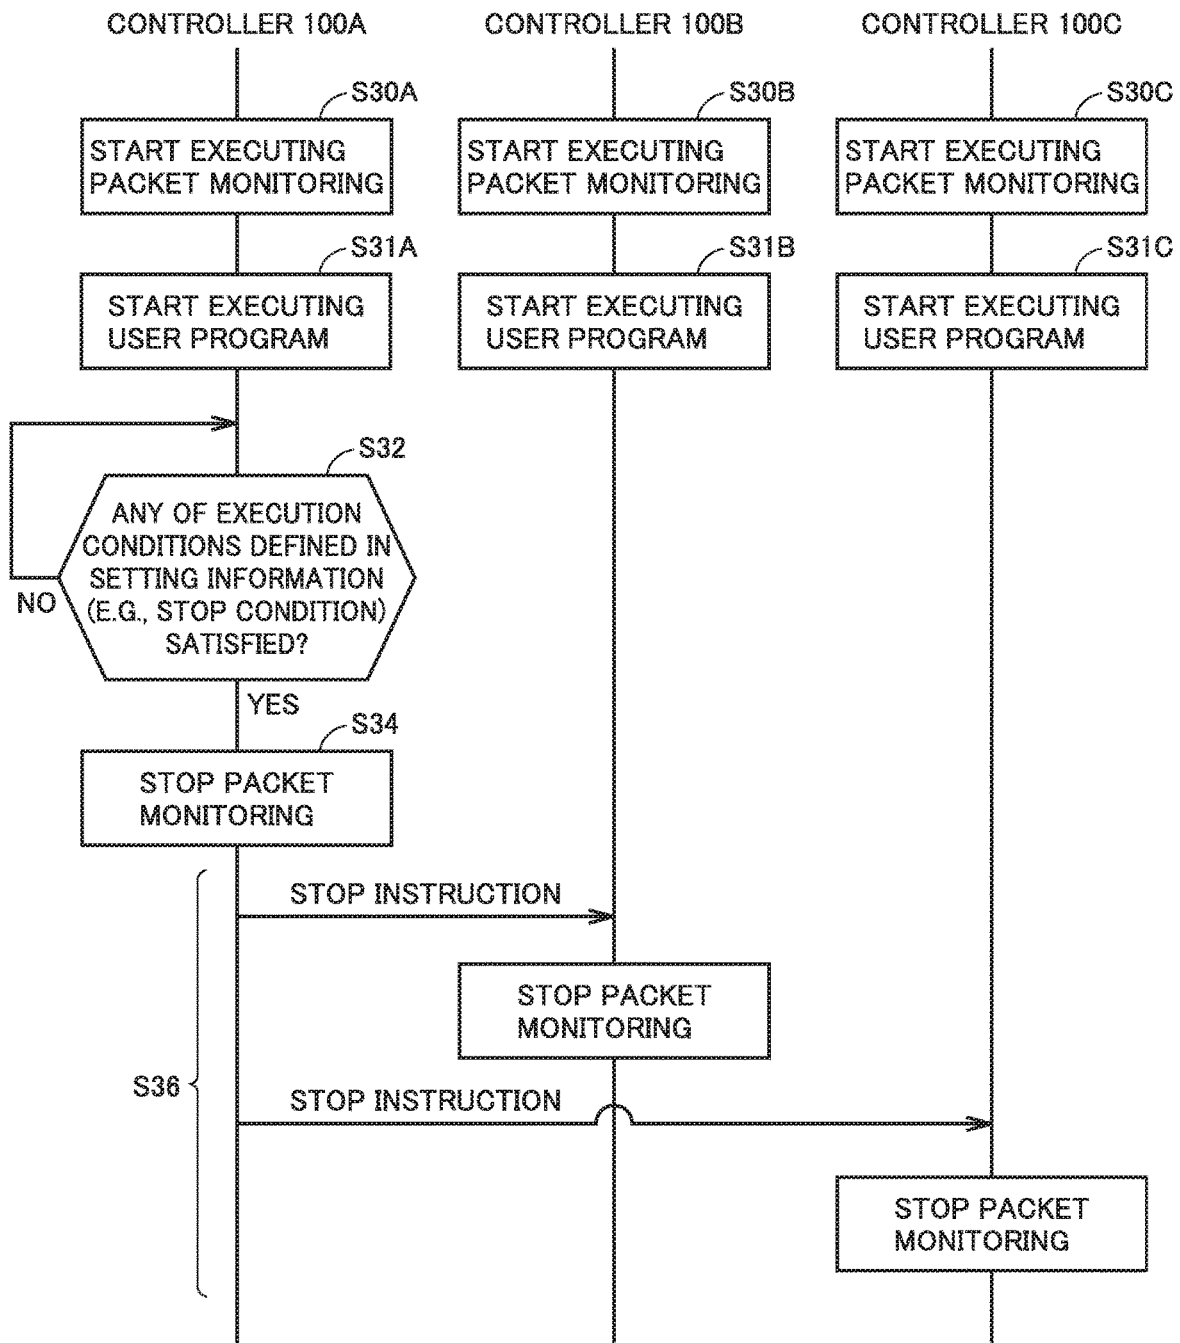 CONTROLLER 100A
CONTROLLER 100B
CONTROLLER 100C
S30A
S30B
S30C
START EXECUTING
PACKET MONITORING
START EXECUTING
PACKET MONITORING
START EXECUTING
PACKET MONITORING
S31A
S31B
S31C
START EXECUTING
USER PROGRAM
START EXECUTING
USER PROGRAM
START EXECUTING
USER PROGRAM
S32
ANY OF EXECUTION
CONDITIONS DEFINED IN
SETTING INFORMATION
(E.G., STOP CONDITION)
SATISFIED?
NO
YES
S34
STOP PACKET
MONITORING
STOP INSTRUCTION
STOP PACKET
MONITORING
S36
STOP INSTRUCTION
STOP PACKET
MONITORING